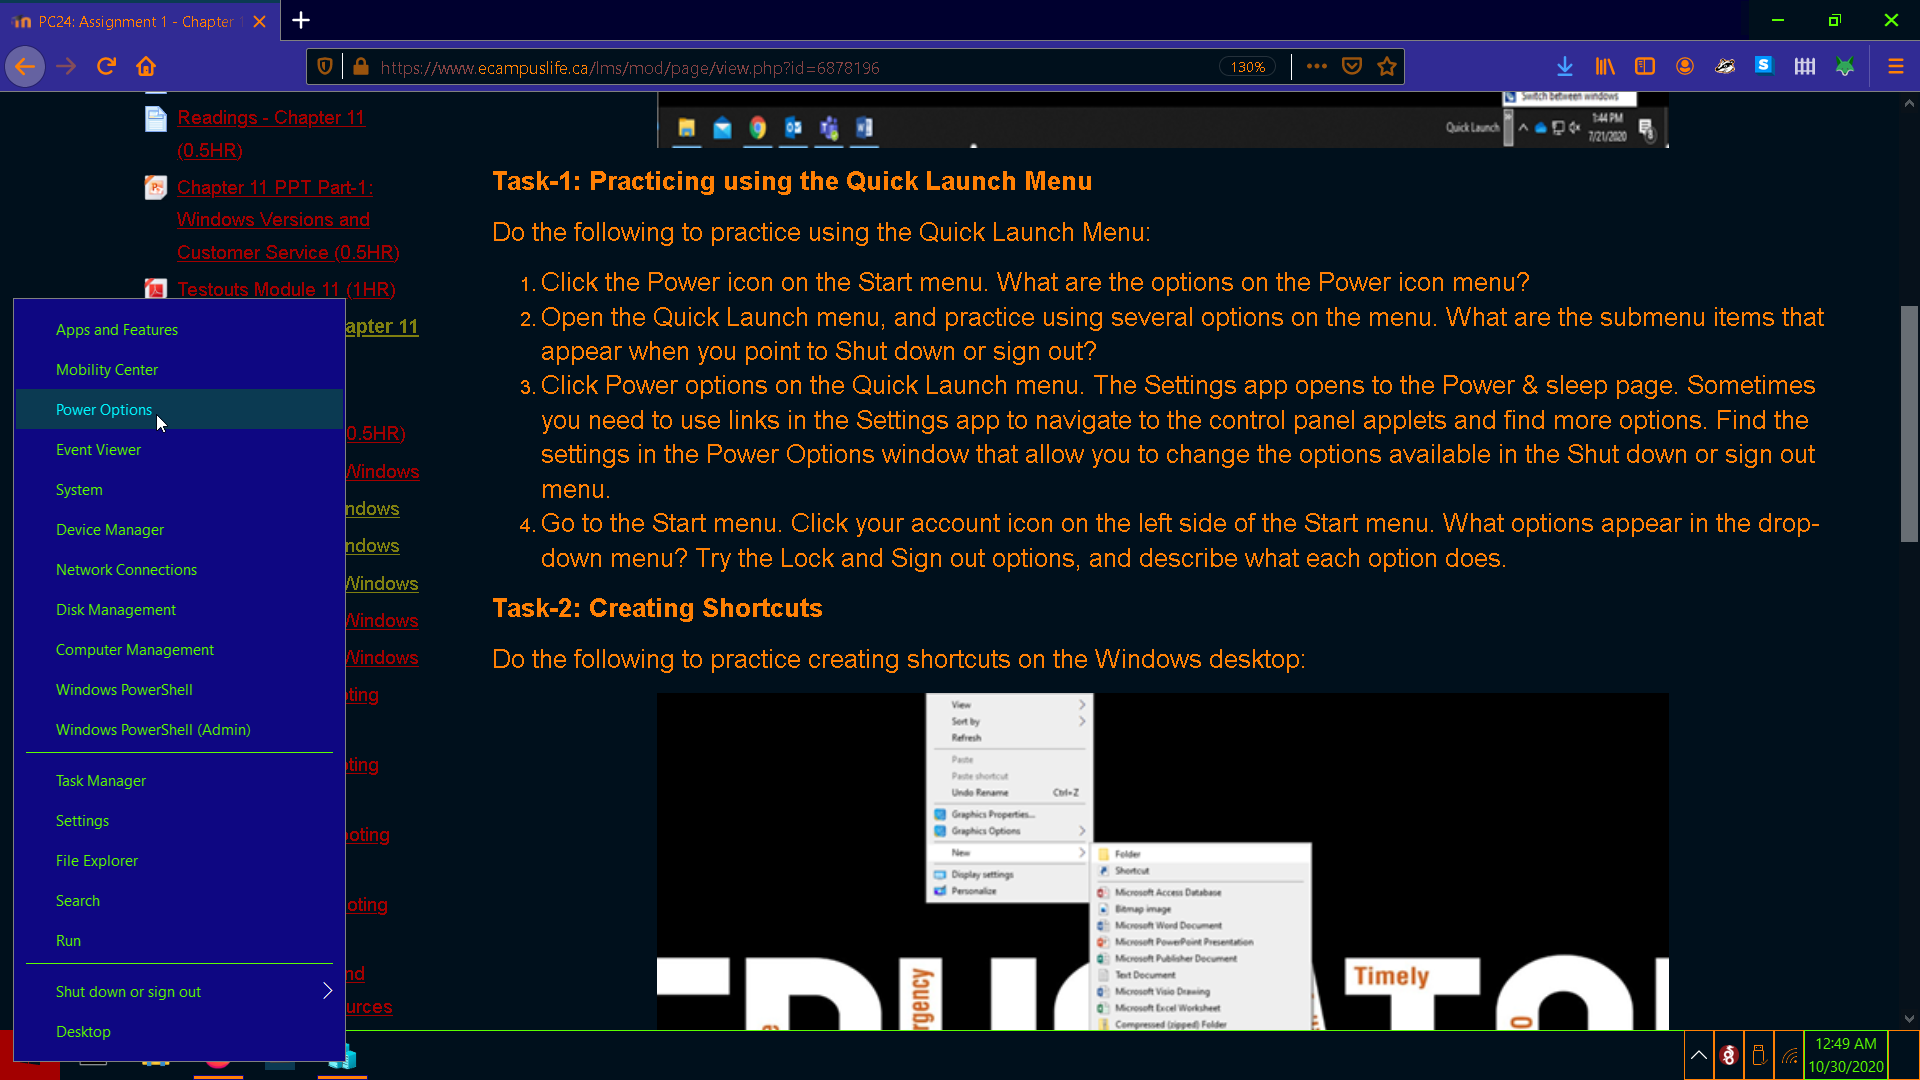 PC24: Assignment 1 - Chapter 1
https://www.ecampuslife.ca/lms/mod/page/view.php?id=6878196
130%
Readings - Chapter 11
(0.5HR)
Chapter 11 PPT Part-1:
Windows Versions and
Customer Service (0.5HR)
Testouts Module 11 (1HR)
apter 11
0.5HR)
Windows
ndows
ndows
Windows
Windows
Windows
ting
ting
oting
oting
nd
urces
Apps and Features
Mobility Center
Power Options
Event Viewer
System
Device Manager
Network Connections
Disk Management
Computer Management
Windows PowerShell
Windows PowerShell (Admin)
Task Manager
Settings
File Explorer
Search
Run
Shut down or sign out
Desktop
Switch between windows
Quick Launch
1:44 PM
7/21/2020
Task-1: Practicing using the Quick Launch Menu
Do the following to practice using the Quick Launch Menu:
1. Click the Power icon on the Start menu. What are the options on the Power icon menu?
2. Open the Quick Launch menu, and practice using several options on the menu. What are the submenu items that
appear when you point to Shut down or sign out?
3. Click Power options on the Quick Launch menu. The Settings app opens to the Power & sleep page. Sometimes
you need to use links in the Settings app to navigate to the control panel applets and find more options. Find the
settings in the Power Options window that allow you to change the options available in the Shut down or sign out
menu.
4. Go to the Start menu. Click your account icon on the left side of the Start menu. What options appear in the drop-
down menu? Try the Lock and Sign out options, and describe what each option does.
Task-2: Creating Shortcuts
Do the following to practice creating shortcuts on the Windows desktop:
View
Sort by
Refresh
Paste
Paste shortcut
Undo Rename Ctrl+Z
Graphics Properties...
Graphics Options
New
Display settings
Personalize
Folder
Shortcut
Microsoft Access Database
Bitmap image
Microsoft Word Document
Microsoft PowerPoint Presentation
Microsoft Publisher Document
Text Document
Microsoft Visio Drawing
Microsoft Excel Worksheet
Compressed (zipped) Folder
rgency
Timely
12:49 AM
10/30/2020